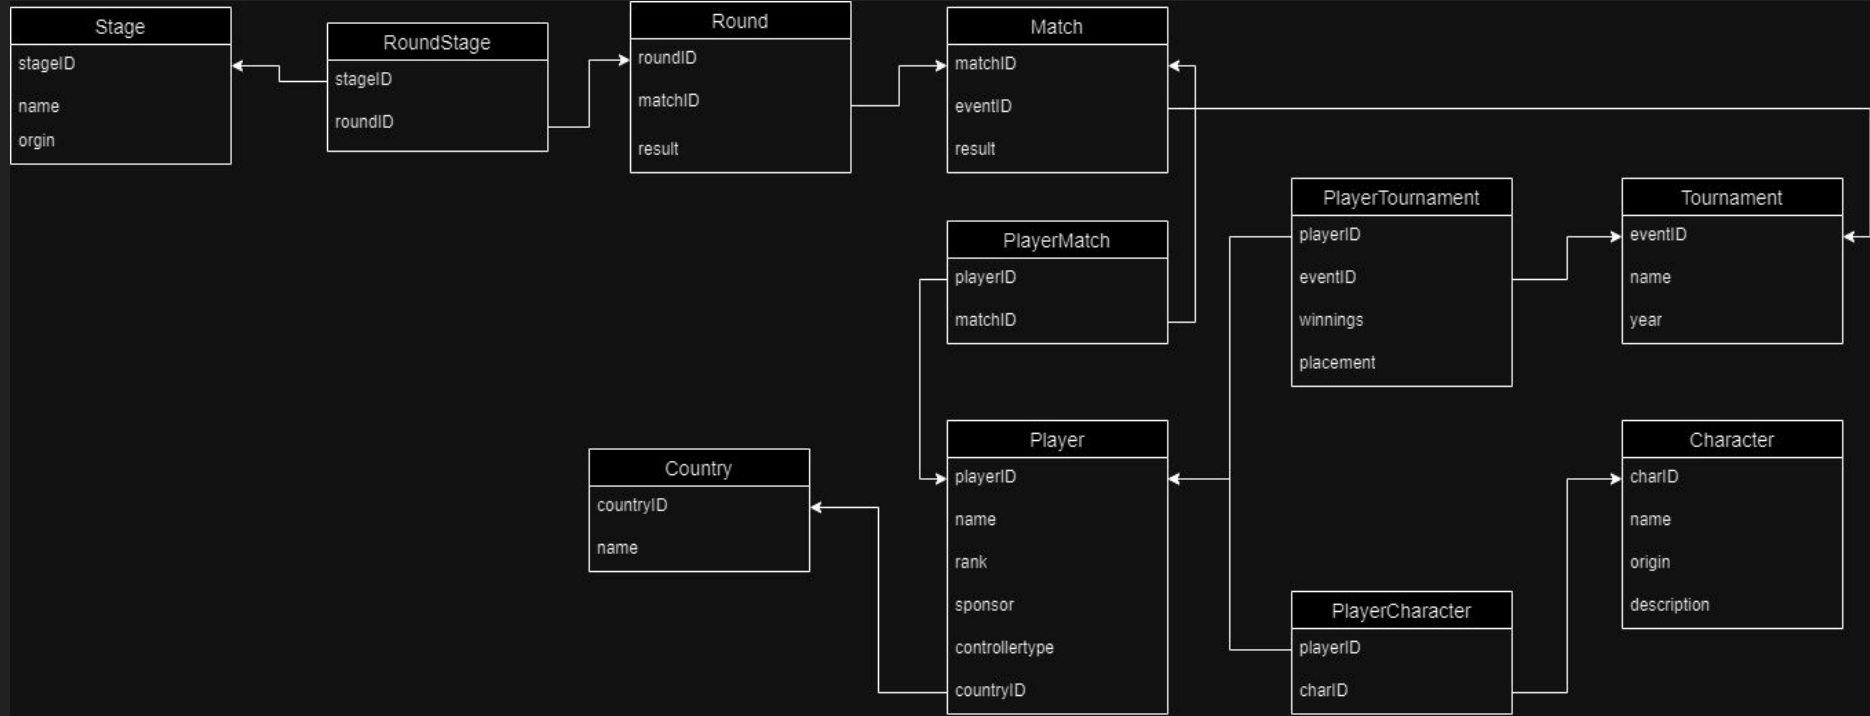 Stage
stageID
name
orgin
RoundStage
stageID
roundID
Round
roundID
matchID
result
Match
matchID
eventID
result
PlayerMatch
playerID
matchID
PlayerTournament
playerID
eventID
winnings
placement
Tournament
eventID
name
year
Country
countryID
name
Player
playerID
name
rank
sponsor
controllertype
countryID
PlayerCharacter
playerID
charID
Character
charID
name
origin
description